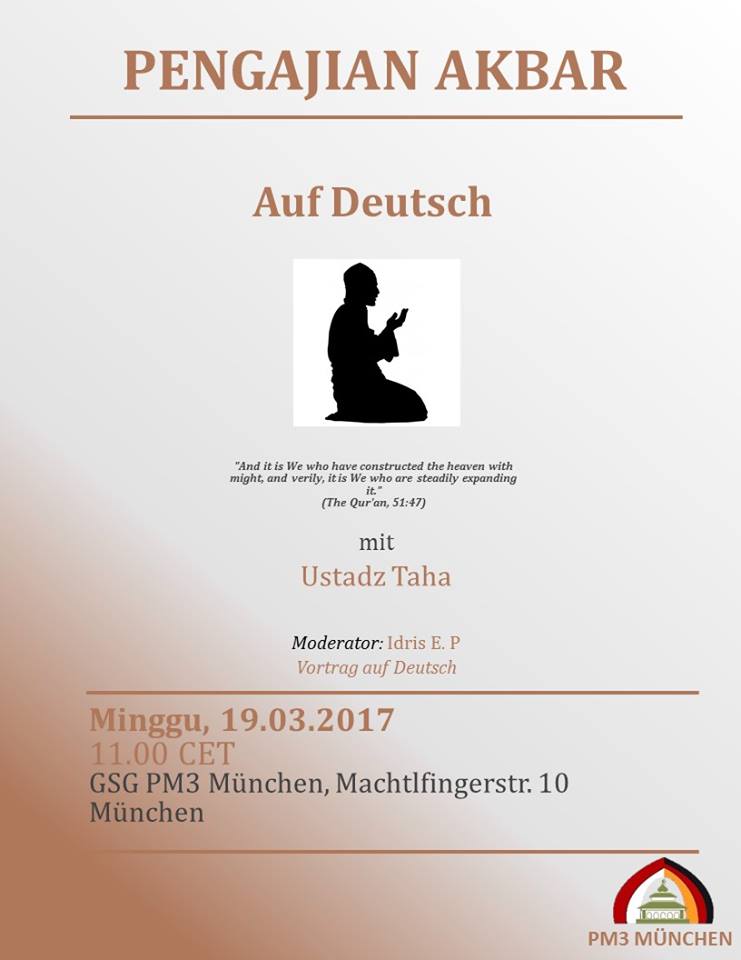 PENGAJIAN AKBAR
Auf Deutsch
"And it is We who have constructed the heaven with
might, and verily, it is We who are steadily expanding
it."
(The Qur'an, 51:47)
mit
Ustadz Taha
Moderator: Idris E. P
Vortrag auf Deutsch
Minggu, 19.03.2017
11.00 CET
GSG PM3 München, Machtlfingerstr. 10
München
PM3 MÜNCHEN